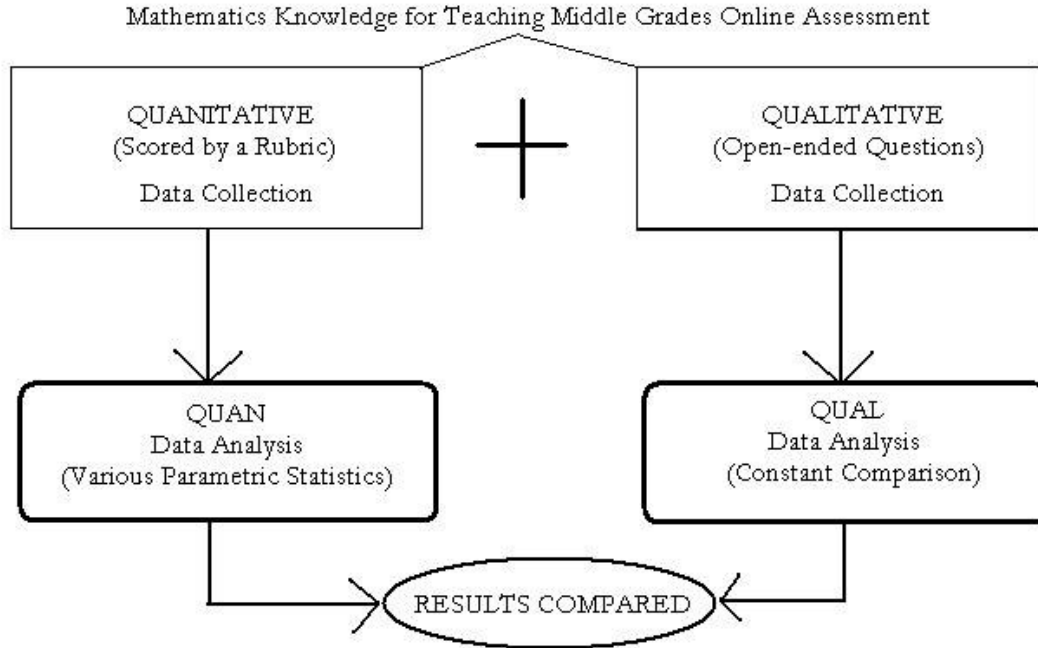 Mathematics Knowledge for Teaching Middle Grades Online Assessment
QUANITATIVE
(Scored by a Rubric)
Data Collection
QUALITATIVE
(Open-ended Questions)
Data Collection
QUAN
Data Analysis
(Various Parametric Statistics)
QUAL
Data Analysis
(Constant Comparison)
RESULTS COMPARED